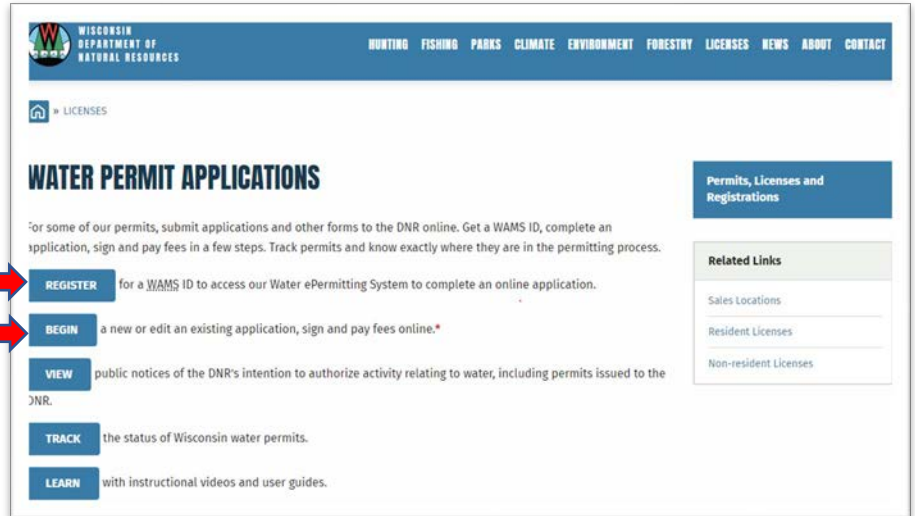 WISCONSIN
DEPARTMENT OF
NATURAL RESOURCES
HUNTING FISHING PARKS CLIMATE ENVIRONMENT FORESTRY LICENSES NEWS ABOUT CONTACT
» LICENSES
WATER PERMIT APPLICATIONS
For some of our permits, submit applications and other forms to the DNR online. Get a WAMS ID, complete an
application, sign and pay fees in a few steps. Track permits and know exactly where they are in the permitting process.
REGISTER for a WAMS ID to access our Water ePermitting System to complete an online application.
BEGIN a new or edit an existing application, sign and pay fees online.*
VIEW public notices of the DNR's intention to authorize activity relating to water, including permits issued to the
DNR.
TRACK the status of Wisconsin water permits.
LEARN with instructional videos and user guides.
Permits, Licenses and
Registrations
Related Links
Sales Locations
Resident Licenses
Non-resident Licenses